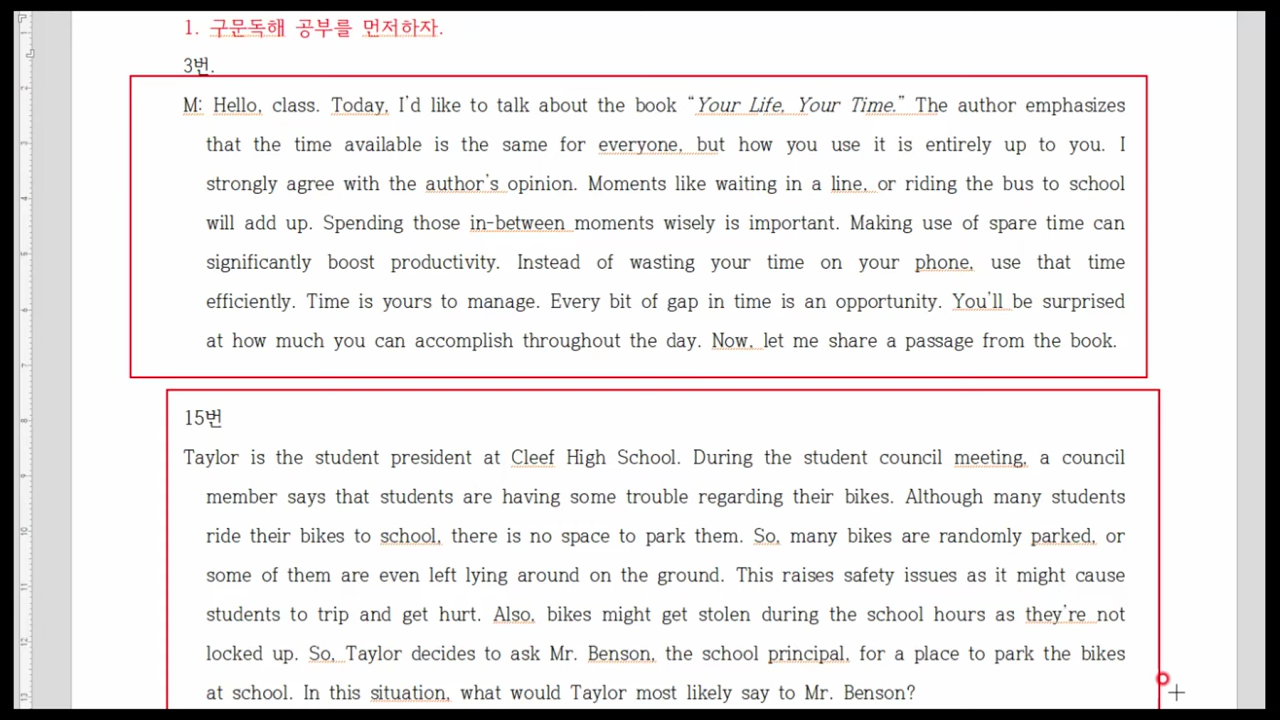 1. 구문독해 공부를 먼저하자.
3번.
M: Hello, class. Today, I'd like to talk about the book “Your Life, Your Time.” The author emphasizes
that the time available is the same for everyone, but how you use it is entirely up to you. I
strongly agree with the author's opinion. Moments like waiting in a line, or riding the bus to school
will add up. Spending those in-between moments wisely is important. Making use of spare time can
significantly boost productivity. Instead of wasting your time on your phone, use that time
efficiently. Time is yours to manage. Every bit of gap in time is an opportunity. You'll be surprised
at how much you can accomplish throughout the day. Now, let me share a passage from the book.
15번
Taylor is the student president at Cleef High School. During the student council meeting, a council
member says that students are having some trouble regarding their bikes. Although many students
ride their bikes to school, there is no space to park them. So, many bikes are randomly parked, or
some of them are even left lying around on the ground. This raises safety issues as it might cause
students to trip and get hurt. Also, bikes might get stolen during the school hours as they're not
locked up. So, Taylor decides to ask Mr. Benson, the school principal, for a place to park the bikes
at school. In this situation, what would Taylor most likely say to Mr. Benson?